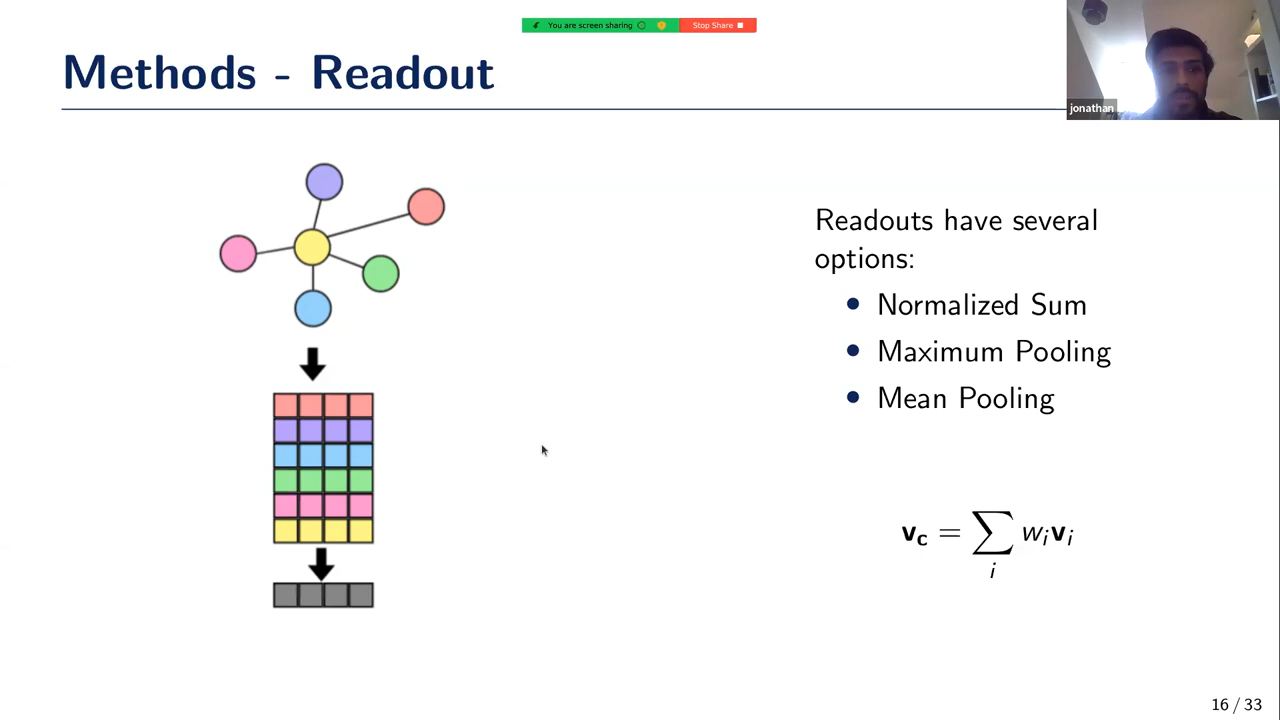 You are screen sharing
Stop Share
Methods - Readout
jonathan
Readouts have several
options:
• Normalized Sum
• Maximum Pooling
• Mean Pooling
v_c = ∑_i w_i v_i
16 / 33